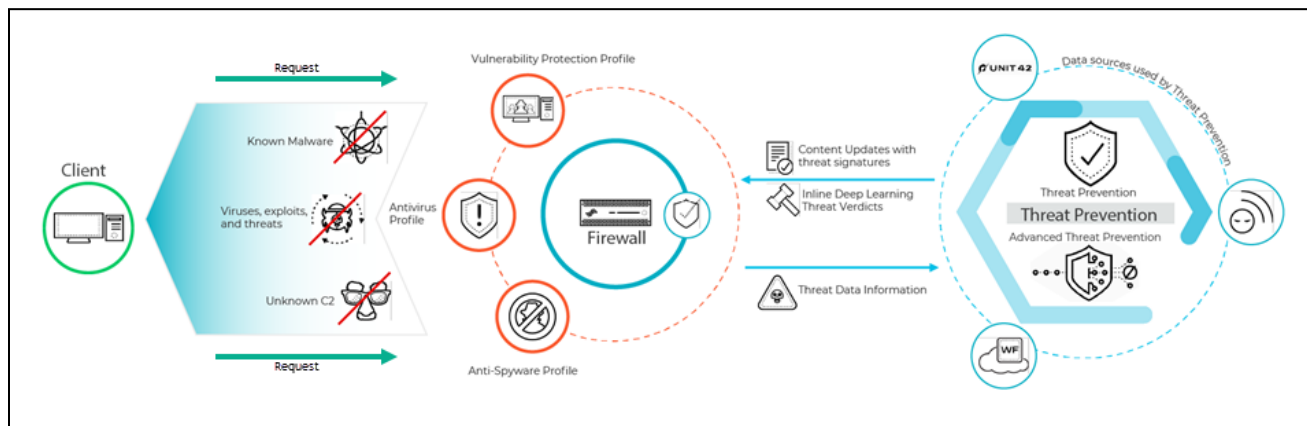 Request
Known Malware
Client
Viruses, exploits,
and threats
Unknown C2
Request
Vulnerability Protection Profile
Antivirus
Profile
Firewall
Anti-Spyware Profile
Content Updates with
threat signatures
Inline Deep Learning
Threat Verdicts
Threat Data Information
UNIT 42
Data sources used by Threat Prevention
Threat Prevention
Threat Prevention
Advanced Threat Prevention
WF